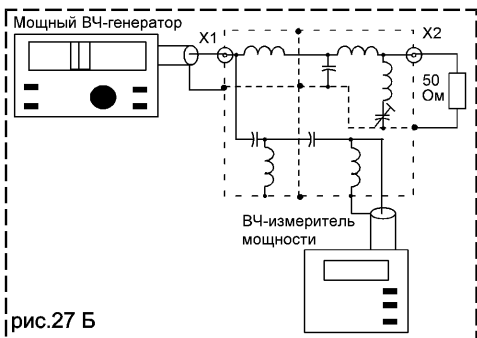 Мощный ВЧ-генератор
X1
X2
50
Ом
ВЧ-измеритель
мощности
рис.27 Б